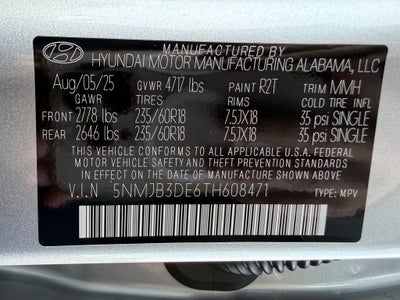 MANUFACTURED BY
HYUNDAI MOTOR MANUFACTURING ALABAMA, LLC
Aug/05/25 GVWR 4717 lbs PAINT R2T TRIM MMH
GAWR TIRES RIMS COLD TIRE INFL
FRONT 2778 lbs 235/60R18 7.5JX18 35 psi SINGLE
REAR 2646 lbs 235/60R18 7.5JX18 35 psi SINGLE
THIS VEHICLE CONFORMS TO ALL APPLICABLE U.S.A FEDERAL MOTOR
VEHICLE SAFETY AND THEFT PREVENTION STANDARDS
IN EFFECT ON THE DATE OF MANUFACTURE SHOWN ABOVE.
V.I.N 5NMJB3DE6TH608471 TYPE: MPV